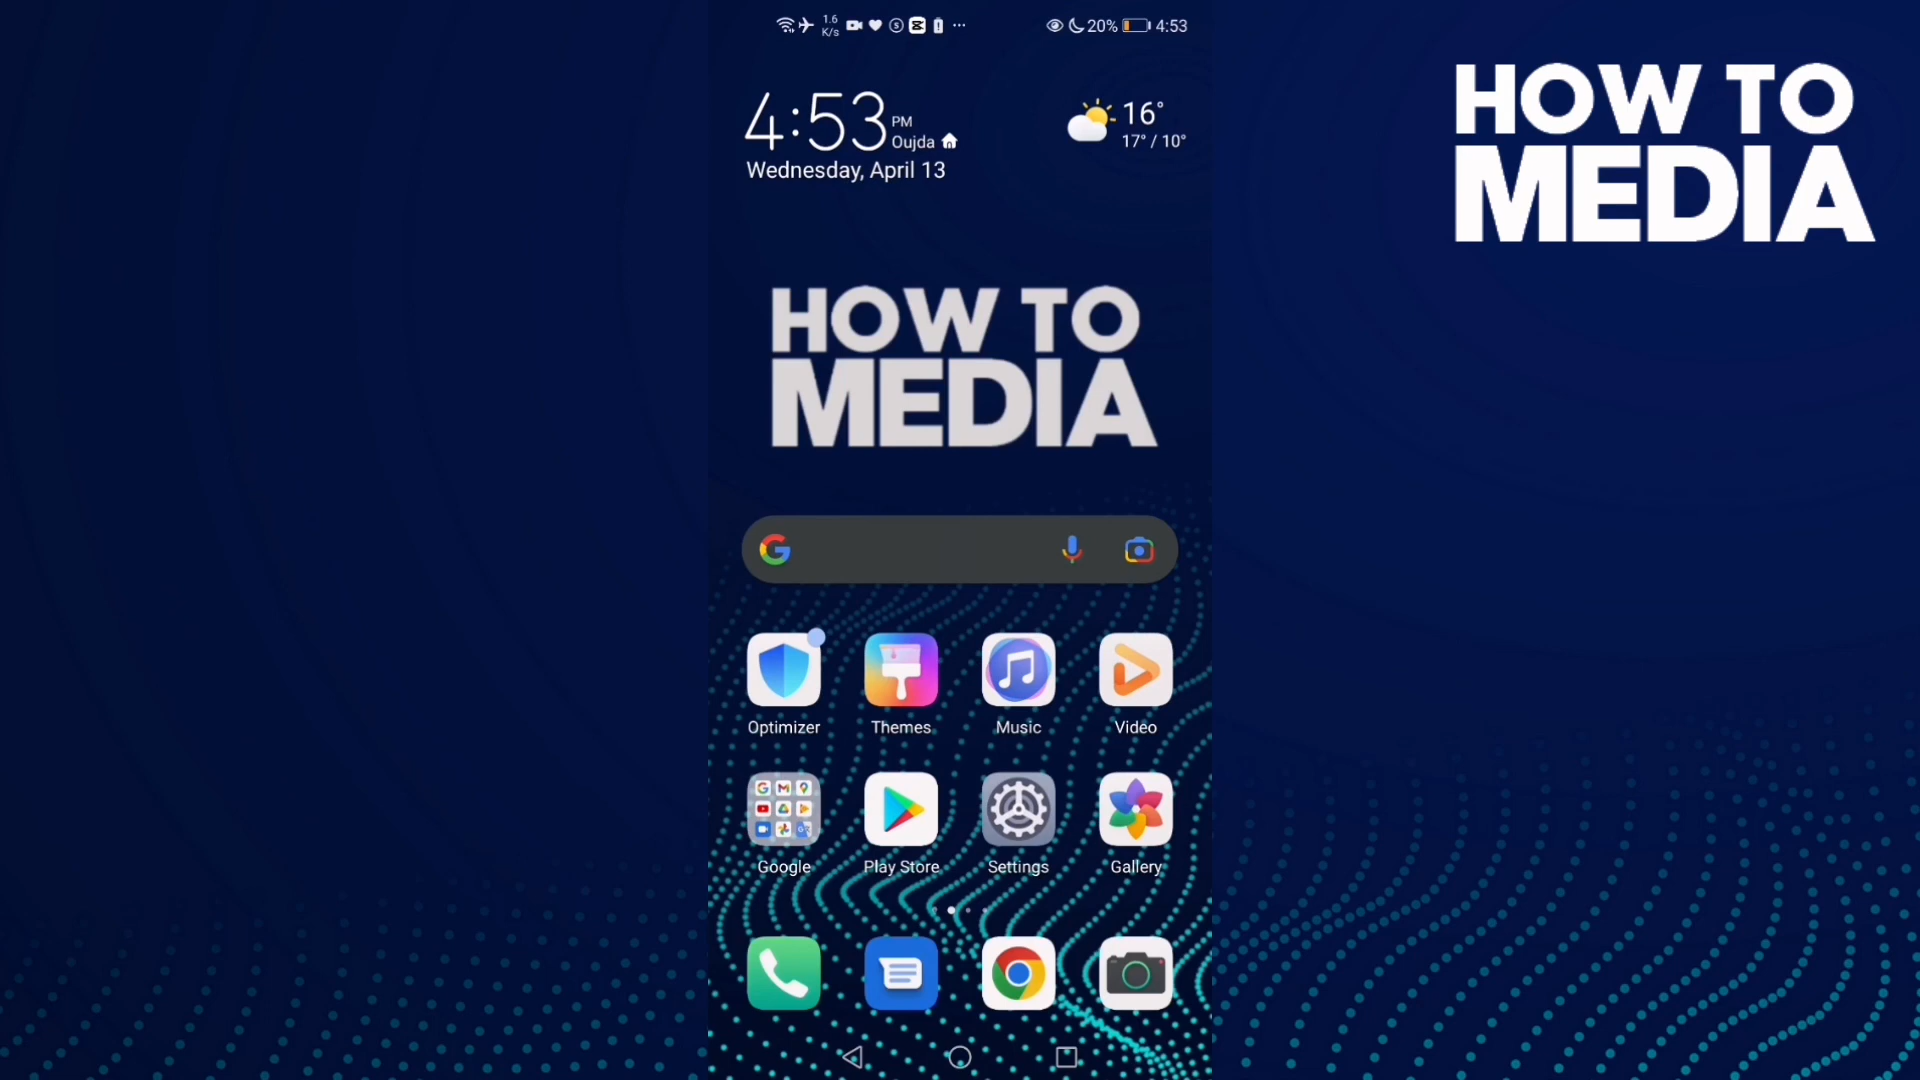 1.6
K/s
20% 4:53
4:53 PM
Oujda
Wednesday, April 13
16°
17° / 10°
HOW TO
MEDIA
HOW TO
MEDIA
Optimizer Themes Music Video
Google Play Store Settings Gallery